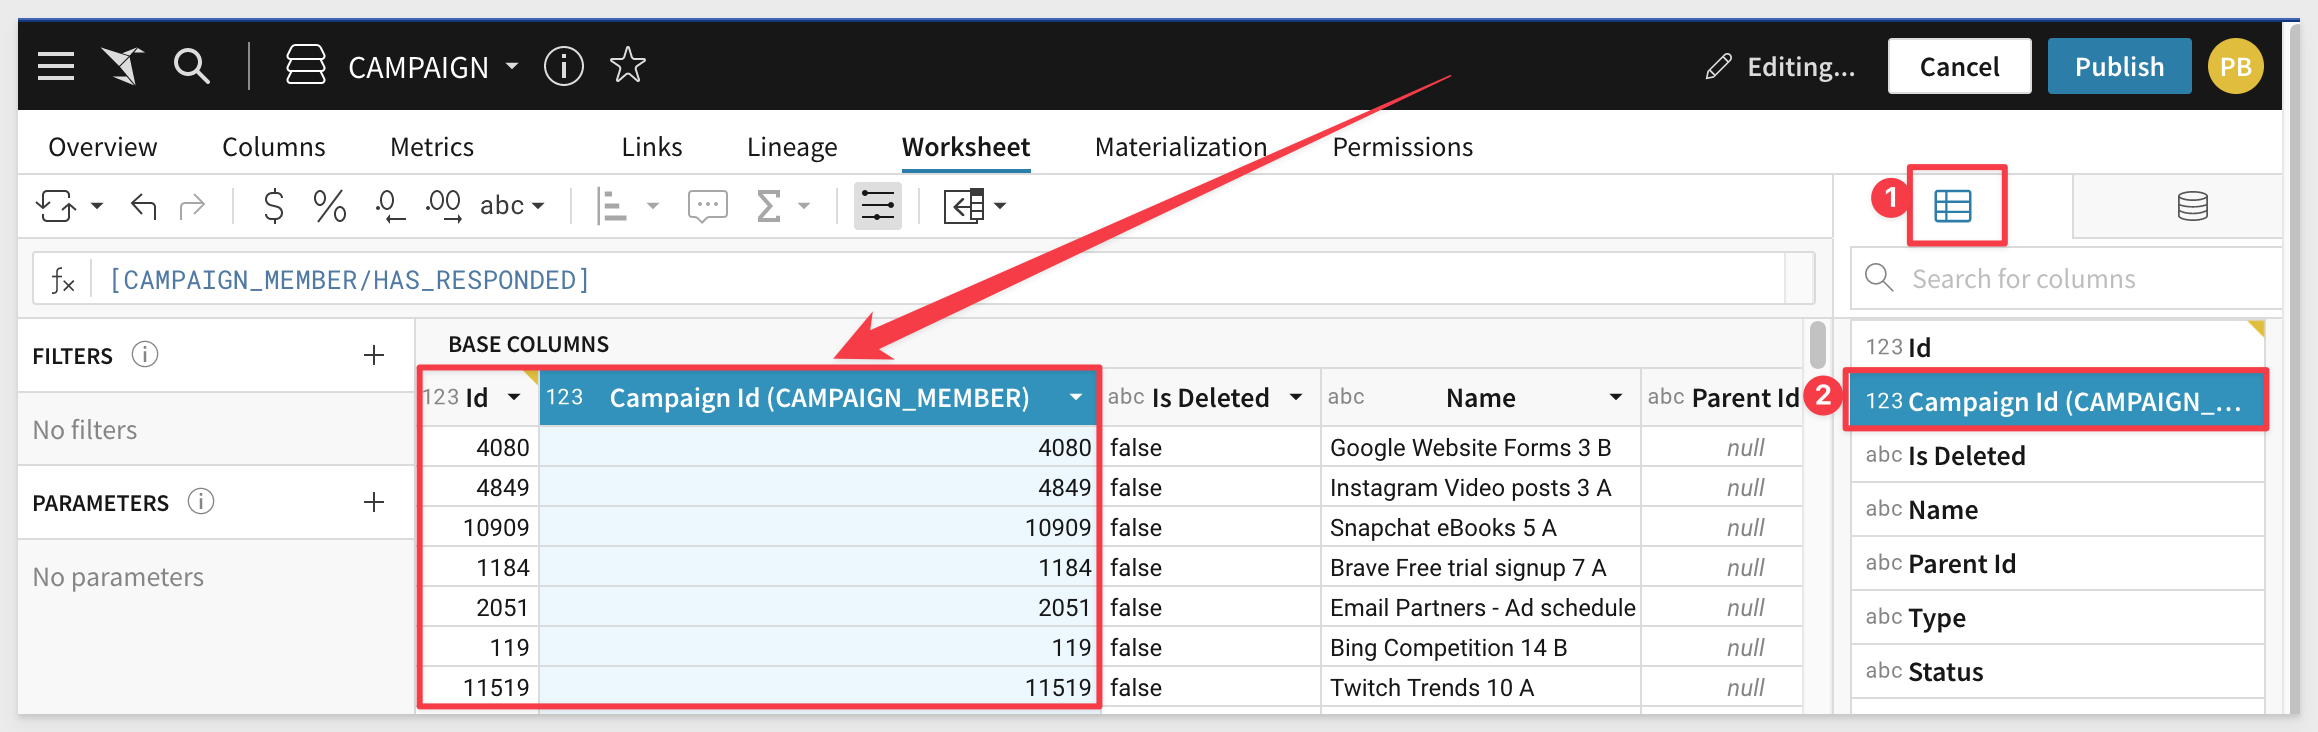 CAMPAIGN Editing... Cancel Publish PB
Overview Columns Metrics Links Lineage Worksheet Materialization Permissions
$ % .0 .00 abc 1
fx [CAMPAIGN_MEMBER/HAS_RESPONDED] Search for columns
FILTERS
No filters
PARAMETERS
No parameters
BASE COLUMNS
123 Id 123 Campaign Id (CAMPAIGN_MEMBER) abc Is Deleted abc Name abc Parent Id
4080 4080 false Google Website Forms 3 B null
4849 4849 false Instagram Video posts 3 A null
10909 10909 false Snapchat eBooks 5 A null
1184 1184 false Brave Free trial signup 7 A null
2051 2051 false Email Partners - Ad schedule null
119 119 false Bing Competition 14 B null
11519 11519 false Twitch Trends 10 A null
123 Id
2 123 Campaign Id (CAMPAIGN_...
abc Is Deleted
abc Name
abc Parent Id
abc Type
abc Status